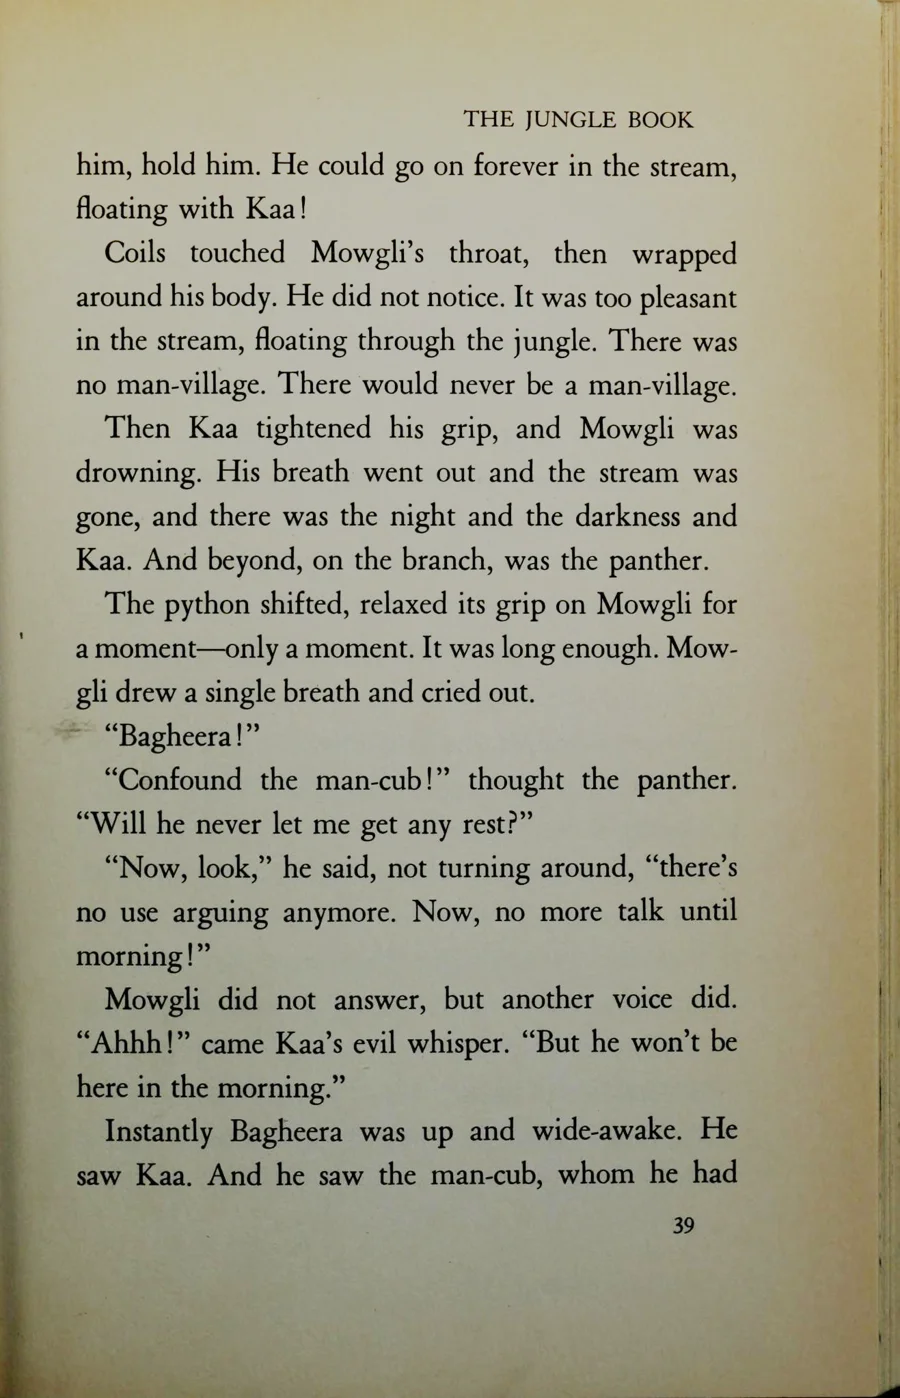 THE JUNGLE BOOK
him, hold him. He could go on forever in the stream,
floating with Kaa!
Coils touched Mowgli’s throat, then wrapped
around his body. He did not notice. It was too pleasant
in the stream, floating through the jungle. There was
no man-village. There would never be a man-village.
Then Kaa tightened his grip, and Mowgli was
drowning. His breath went out and the stream was
gone, and there was the night and the darkness and
Kaa. And beyond, on the branch, was the panther.
The python shifted, relaxed its grip on Mowgli for
a moment—only a moment. It was long enough. Mow-
gli drew a single breath and cried out.
“Bagheera!”
“Confound the man-cub!” thought the panther.
“Will he never let me get any rest?”
“Now, look,” he said, not turning around, “there’s
no use arguing anymore. Now, no more talk until
morning!”
Mowgli did not answer, but another voice did.
“Ahhh!” came Kaa’s evil whisper. “But he won’t be
here in the morning.”
Instantly Bagheera was up and wide-awake. He
saw Kaa. And he saw the man-cub, whom he had
39